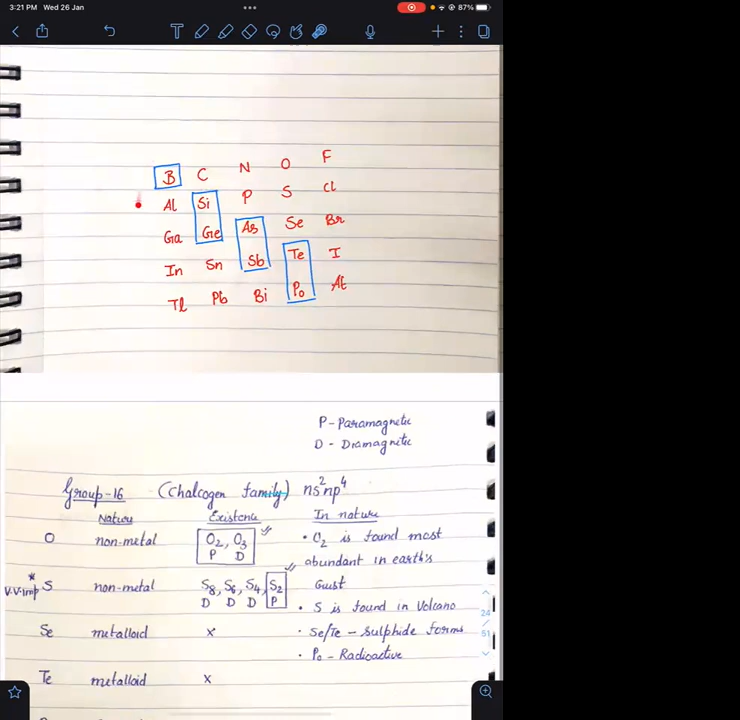 3:21 PM Wed 26 Jan
87%
B C N O F
Al Si P S Cl
Ga Ge As Se Br
In Sn Sb Te I
Tl Pb Bi Po At
P - Paramagnetic
D - Diamagnetic
Group-16 (Chalcogen family) ns²np⁴
Nature Existence In nature
O non-metal O₂, O₃ • O₂ is found most
P D abundant in earth's
V.V.imp * S non-metal S₈, S₆, S₄, S₂ Crust
D D D P • S is found in Volcano
24
Se metalloid x • Se/Te - Sulphide forms
51
• Po - Radioactive
Te metalloid x